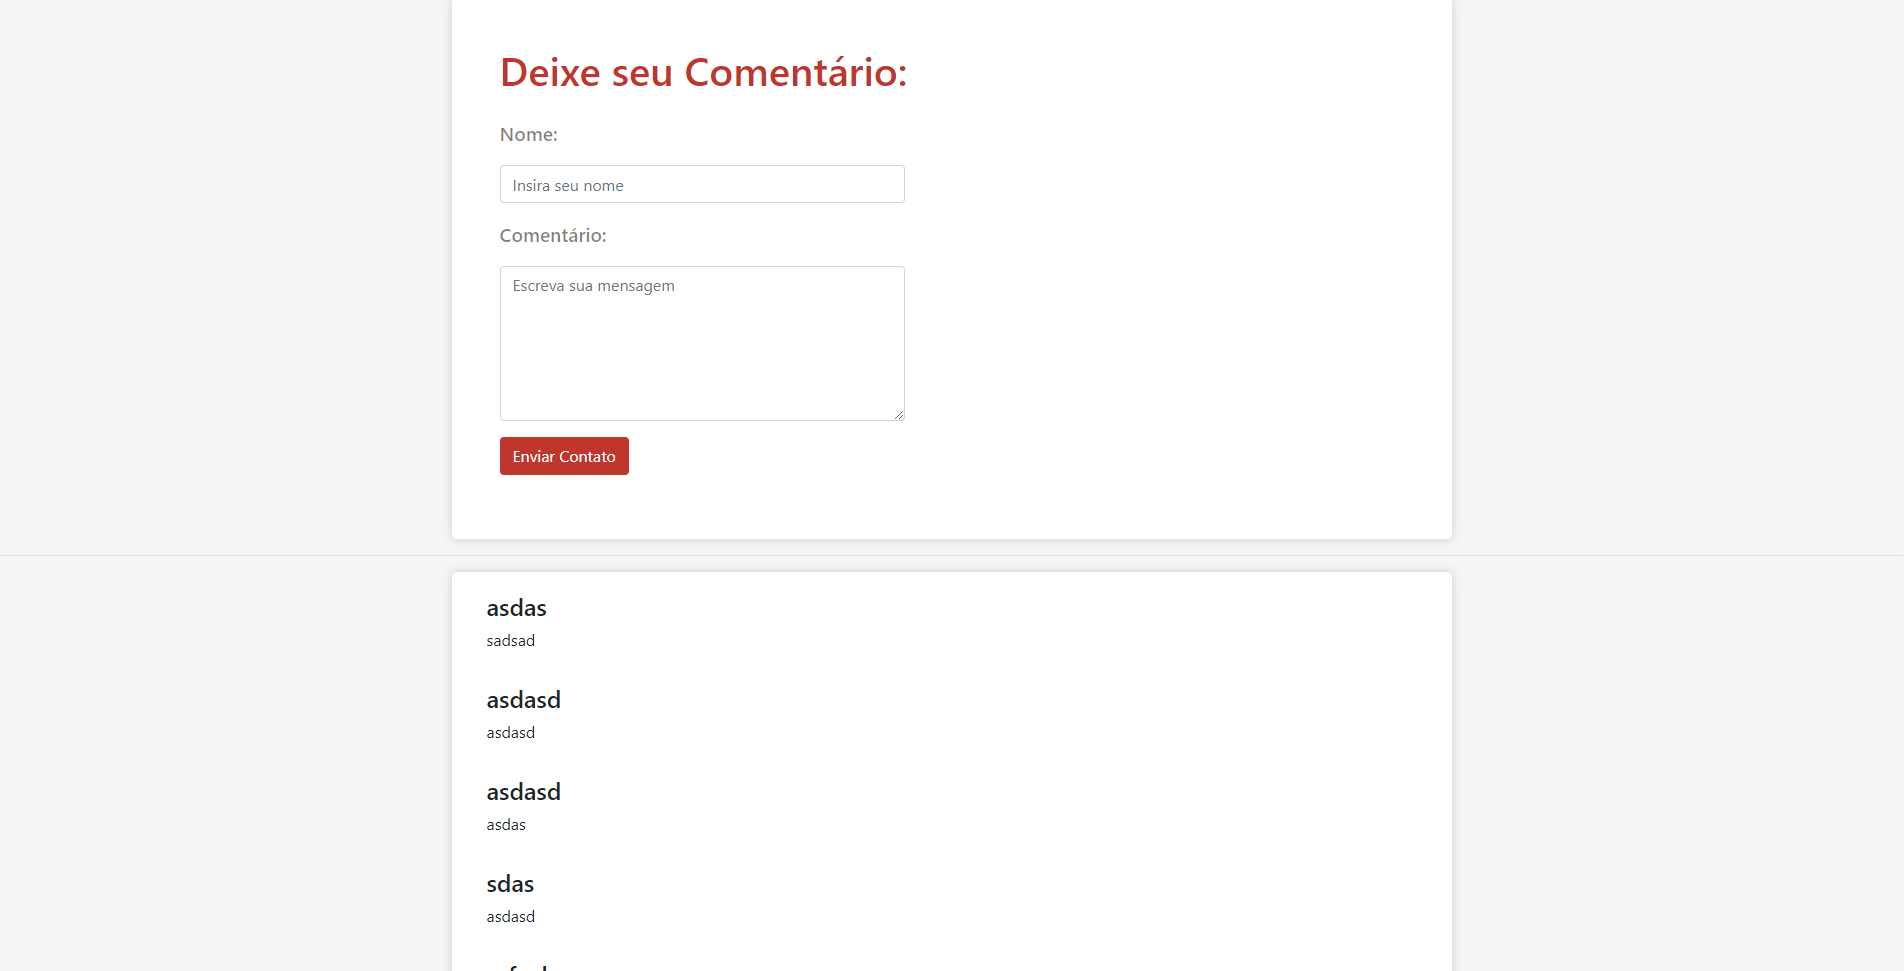 Deixe seu Comentário:
Nome:
Insira seu nome
Comentário:
Escreva sua mensagem
Enviar Contato
asdas
sadsad
asdasd
asdasd
asdasd
asdas
sdas
asdasd